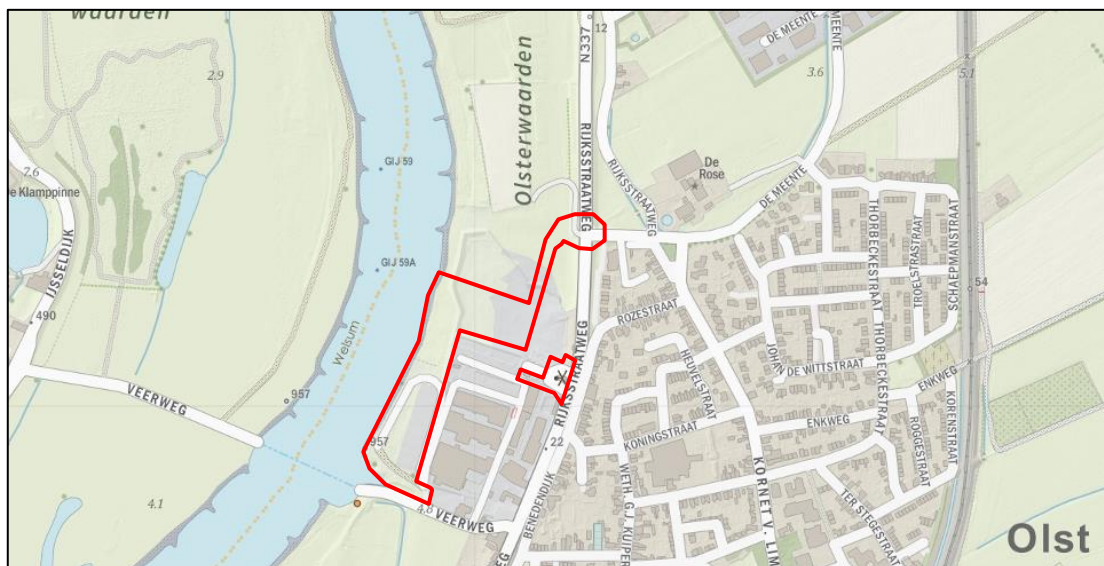 waarden
2.9
7.6
De Klamppinne
IJSSELDIJK
490
VEERWEG
957
4.1
GIJ 59
GIJ 59A
Welsum
957
4.8
VEERWEG
Olsterwaarden
N337
12
RIJKSSTRAATWEG
RIJKSSTRAATWEG
De
Rose
DE MEENTE
DE MEENTE
MEENTE
3.6
5.1
ROZESTRAAT
RIJKSSTRAATWEG
22
BENEDENDIJK
HEUVELSTRAAT
KONINGSTRAAT
WETH. G.J. KUIPER
KORNET V. LIM
JOHAN
DE WITTSTRAAT
THORBECKESTRAAT
THORBECKESTRAAT
TROELSTRASTRAAT
SCHAEPMANSTRAAT
54
ENKWEG
ENKWEG
KORENSTRAAT
ROGGESTRAAT
TER STEGESTRAAT
Olst